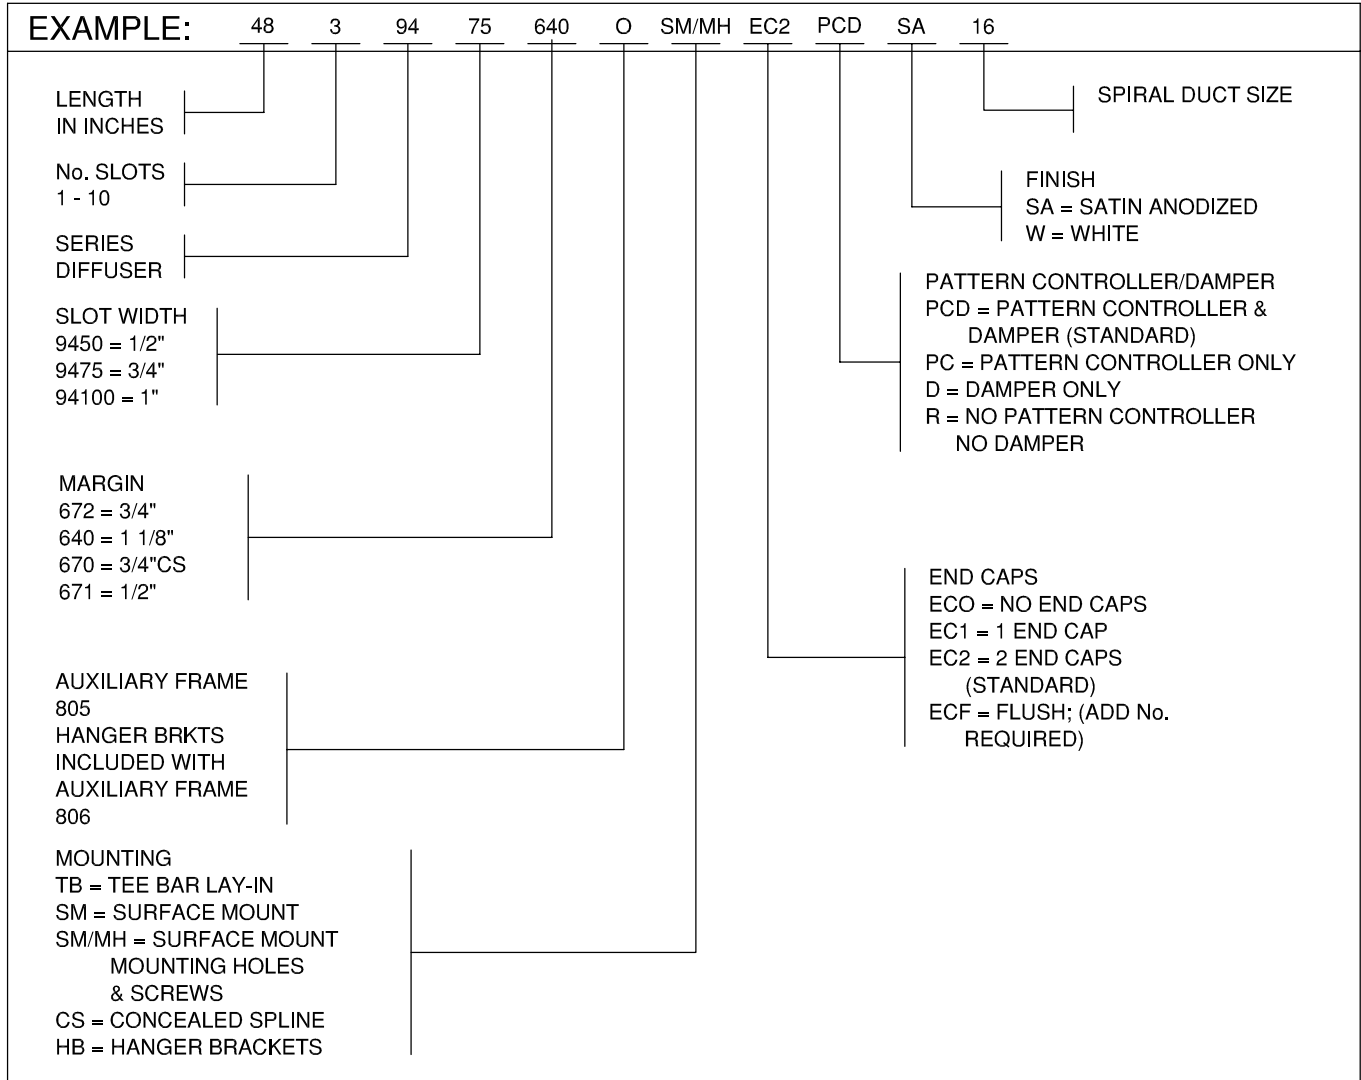 EXAMPLE: 48 3 94 75 640 O SM/MH EC2 PCD SA 16
LENGTH
IN INCHES
No. SLOTS
1 - 10
SERIES
DIFFUSER
SLOT WIDTH
9450 = 1/2"
9475 = 3/4"
94100 = 1"
MARGIN
672 = 3/4"
640 = 1 1/8"
670 = 3/4"CS
671 = 1/2"
AUXILIARY FRAME
805
HANGER BRKTS
INCLUDED WITH
AUXILIARY FRAME
806
MOUNTING
TB = TEE BAR LAY-IN
SM = SURFACE MOUNT
SM/MH = SURFACE MOUNT
MOUNTING HOLES
& SCREWS
CS = CONCEALED SPLINE
HB = HANGER BRACKETS
SPIRAL DUCT SIZE
FINISH
SA = SATIN ANODIZED
W = WHITE
PATTERN CONTROLLER/DAMPER
PCD = PATTERN CONTROLLER &
DAMPER (STANDARD)
PC = PATTERN CONTROLLER ONLY
D = DAMPER ONLY
R = NO PATTERN CONTROLLER
NO DAMPER
END CAPS
ECO = NO END CAPS
EC1 = 1 END CAP
EC2 = 2 END CAPS
(STANDARD)
ECF = FLUSH; (ADD No.
REQUIRED)